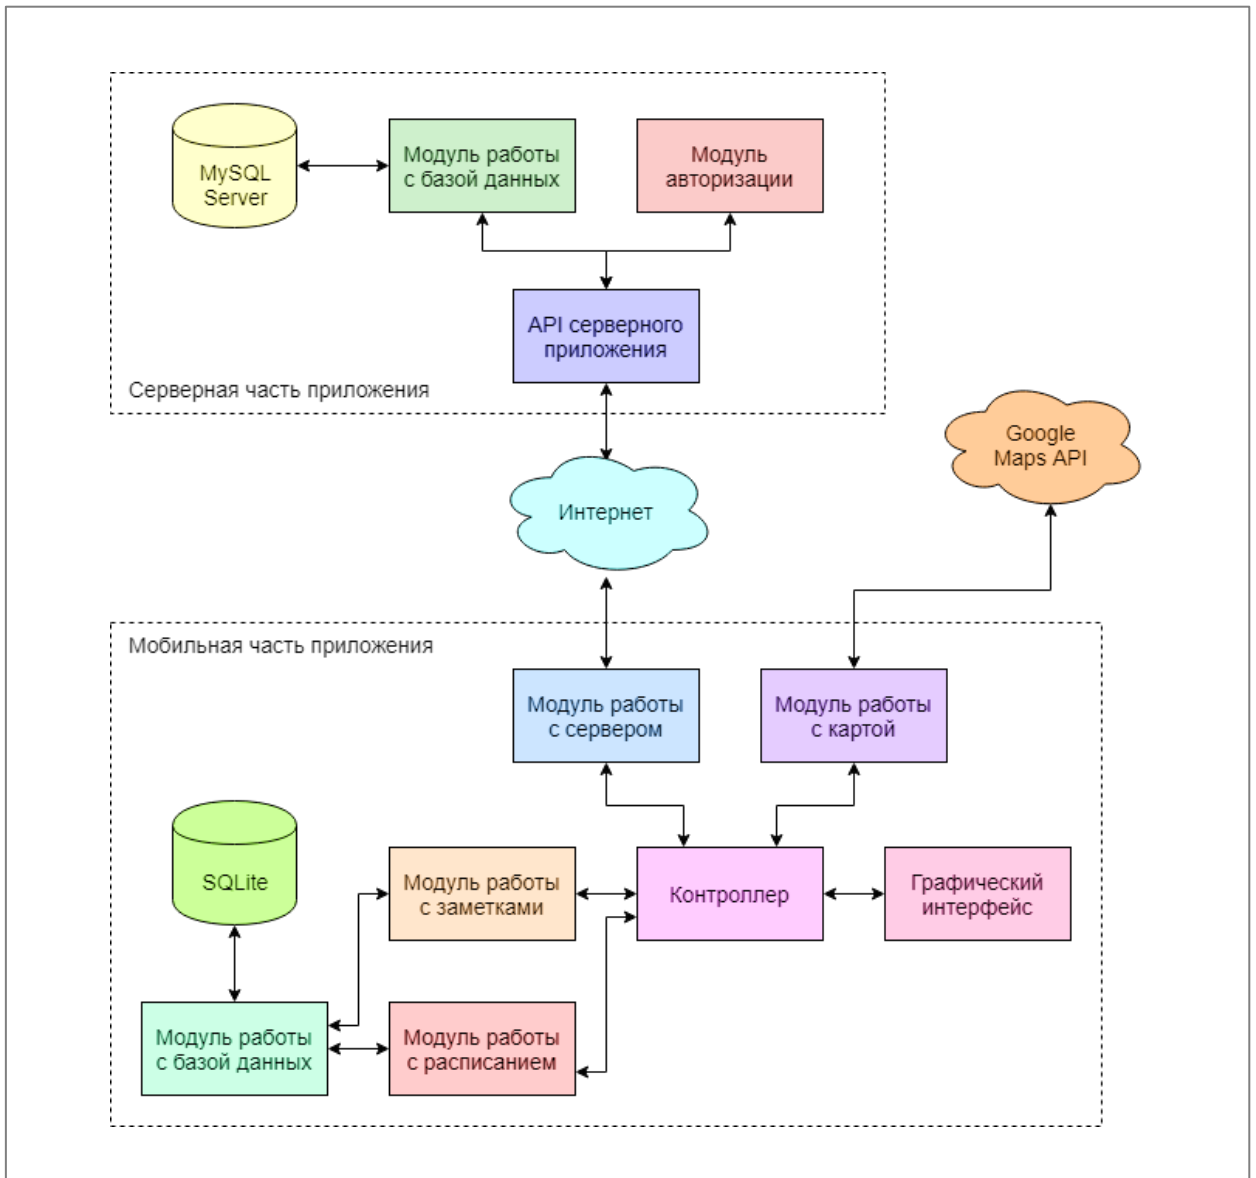 MySQL
Server
Модуль работы
с базой данных
Модуль
авторизации
API серверного
приложения
Серверная часть приложения
Google
Maps API
Интернет
Мобильная часть приложения
Модуль работы
с сервером
Модуль работы
с картой
SQLite
Модуль работы
с заметками
Контроллер
Графический
интерфейс
Модуль работы
с базой данных
Модуль работы
с расписанием